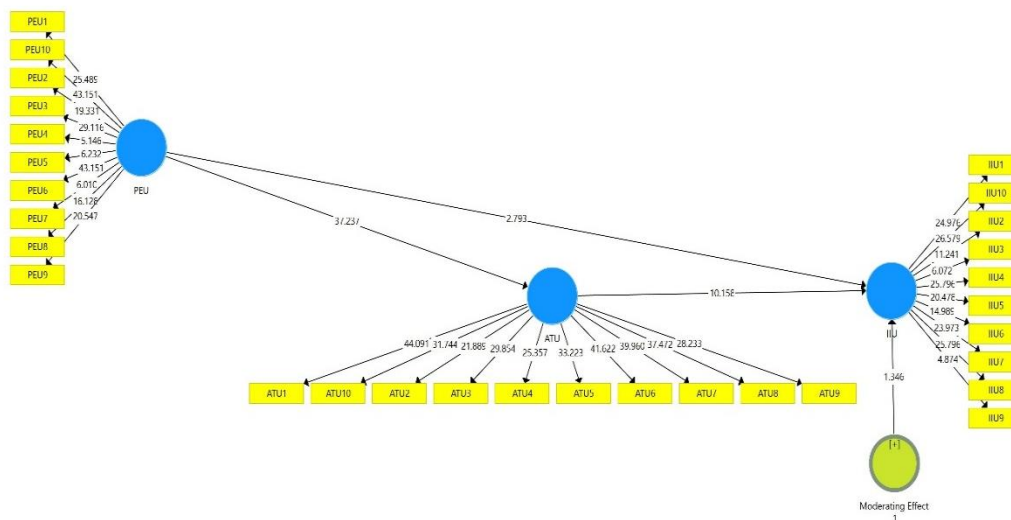 PEU1
PEU10
PEU2
PEU3
PEU4
PEU5
PEU6
PEU7
PEU8
PEU9
25.489
43.151
19.331
29.116
5.146
6.232
43.151
6.010
16.126
20.547
PEU
37.237
2.793
ATU
10.158
44.091
31.744
21.889
29.854
25.357
33.223
41.622
39.960
37.472
28.233
ATU1
ATU10
ATU2
ATU3
ATU4
ATU5
ATU6
ATU7
ATU8
ATU9
IIU1
IIU10
IIU2
IIU3
IIU4
IIU5
IIU6
IIU7
IIU8
IIU9
24.976
26.579
11.241
6.072
25.796
20.478
14.989
23.973
25.796
4.874
IIU
1.346
[+]
Moderating Effect
1